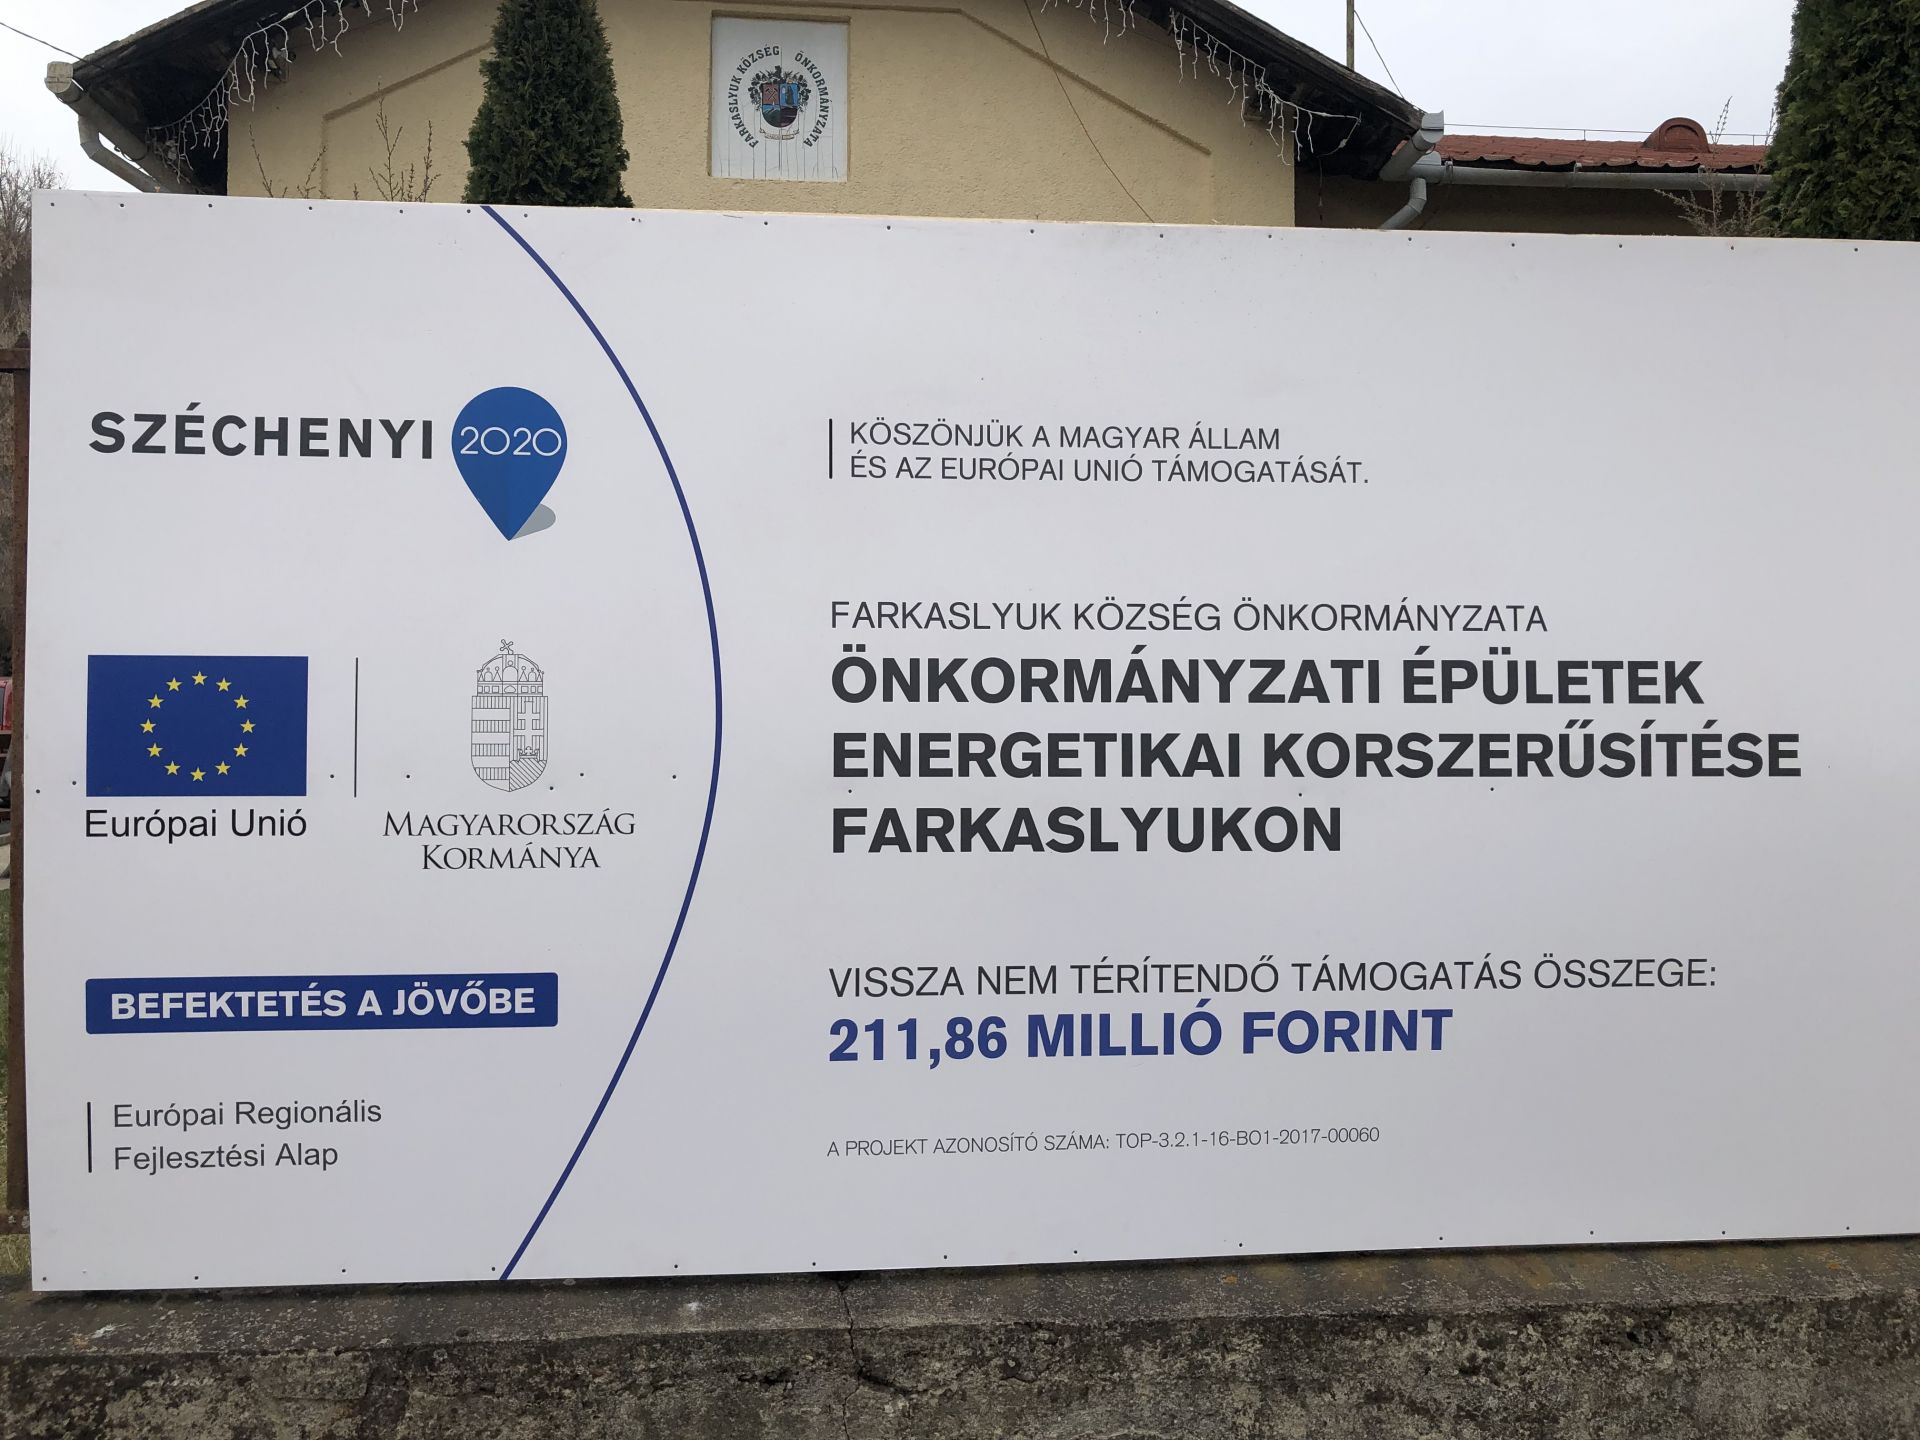 FARKASLYUK KÖZSÉG ÖNKORMÁNYZATA
SZÉCHENYI 2020
Európai Unió
MAGYARORSZÁG
KORMÁNYA
BEFEKTETÉS A JÖVŐBE
Európai Regionális
Fejlesztési Alap
KÖSZÖNJÜK A MAGYAR ÁLLAM
ÉS AZ EURÓPAI UNIÓ TÁMOGATÁSÁT.
FARKASLYUK KÖZSÉG ÖNKORMÁNYZATA
ÖNKORMÁNYZATI ÉPÜLETEK
ENERGETIKAI KORSZERŰSÍTÉSE
FARKASLYUKON
VISSZA NEM TÉRÍTENDŐ TÁMOGATÁS ÖSSZEGE:
211,86 MILLIÓ FORINT
A PROJEKT AZONOSÍTÓ SZÁMA: TOP-3.2.1-16-BO1-2017-00060